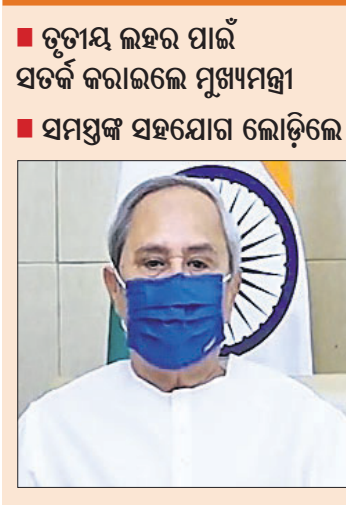 ■ ତୃତୀୟ ଲହର ପାଇଁ
ସତର୍କ କରାଇଲେ ମୁଖ୍ୟମନ୍ତ୍ରୀ
■ ସମସ୍ତଙ୍କ ସହଯୋଗ ଲୋଡ଼ିଲେ